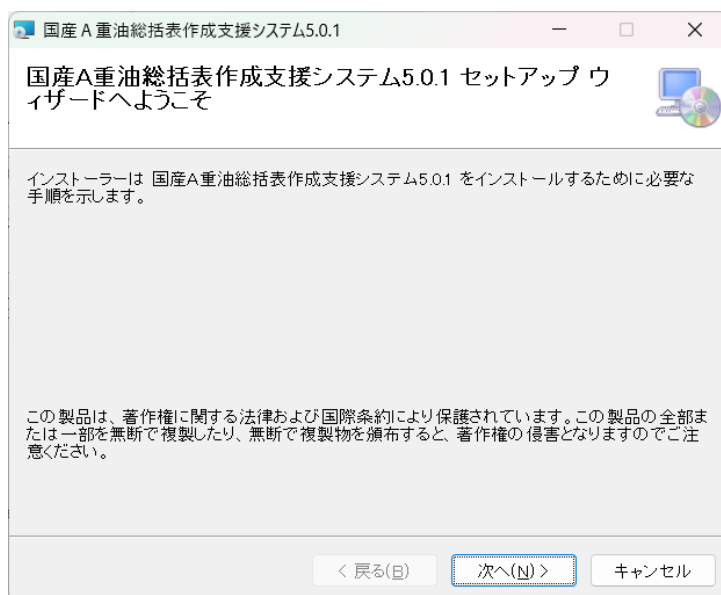 国産A重油総括表作成支援システム5.0.1
国産A重油総括表作成支援システム5.0.1 セットアップ ウ
ィザードへようこそ
インストーラーは 国産A重油総括表作成支援システム5.0.1 をインストールするために必要な
手順を示します。
この製品は、著作権に関する法律および国際条約により保護されています。この製品の全部ま
たは一部を無断で複製したり、無断で複製物を頒布すると、著作権の侵害となりますのでご注
意ください。
< 戻る(B)
次へ(N) >
キャンセル